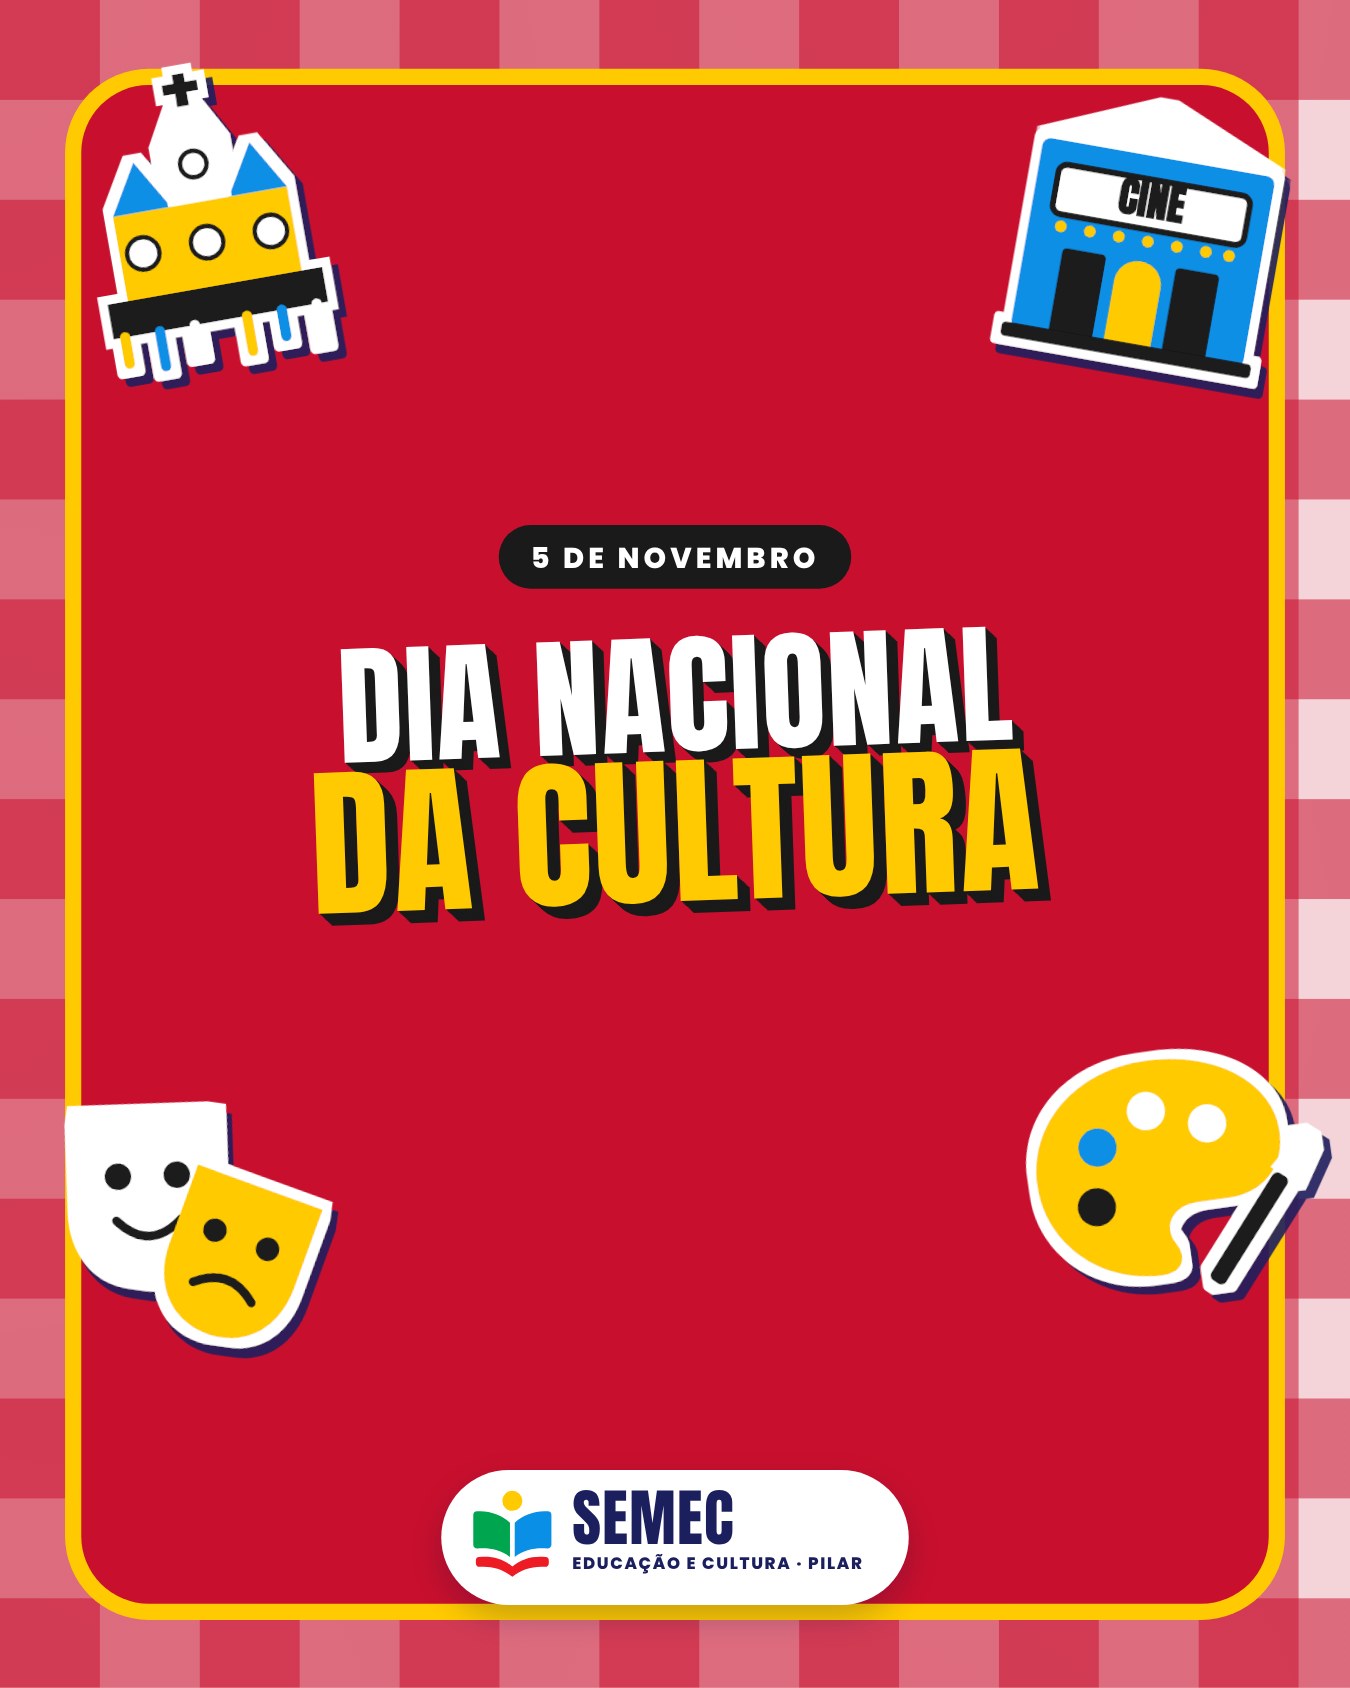 CINE
5 DE NOVEMBRO
DIA NACIONAL
DA CULTURA
SEMEC
EDUCAÇÃO E CULTURA · PILAR